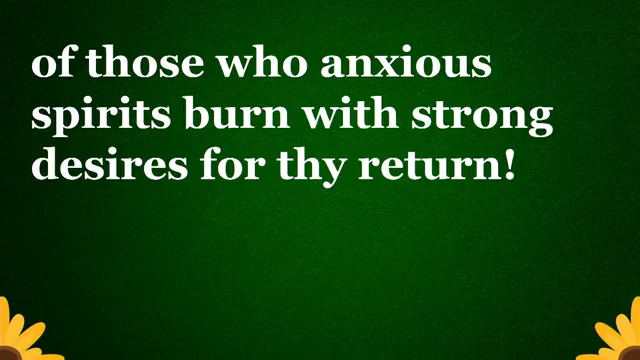 of those who anxious
spirits burn with strong
desires for thy return!